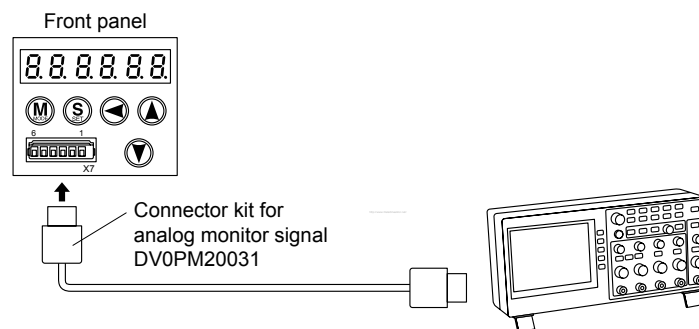 Front panel
8.8.8.8.8.8.
M
MODE
S
SET
6 1
X7
Connector kit for
analog monitor signal
DV0PM20031